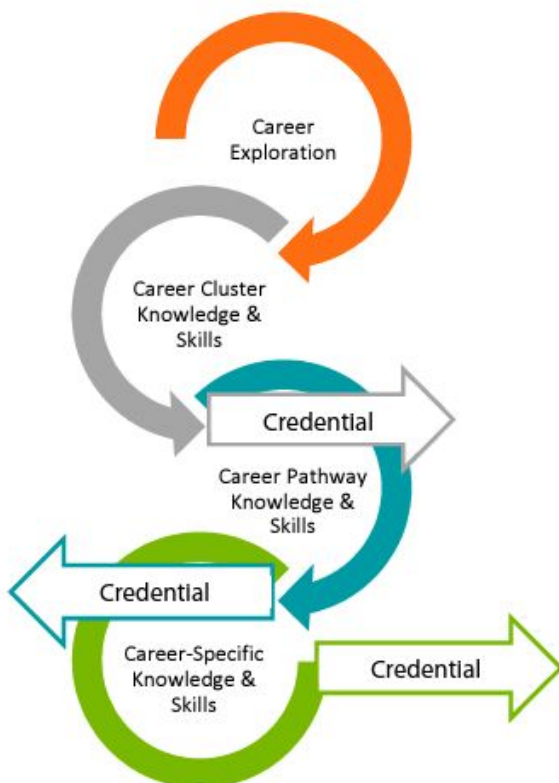 Career
Exploration
Career Cluster
Knowledge &
Skills
Credential
Career Pathway
Knowledge &
Skills
Credential
Career-Specific
Knowledge &
Skills
Credential